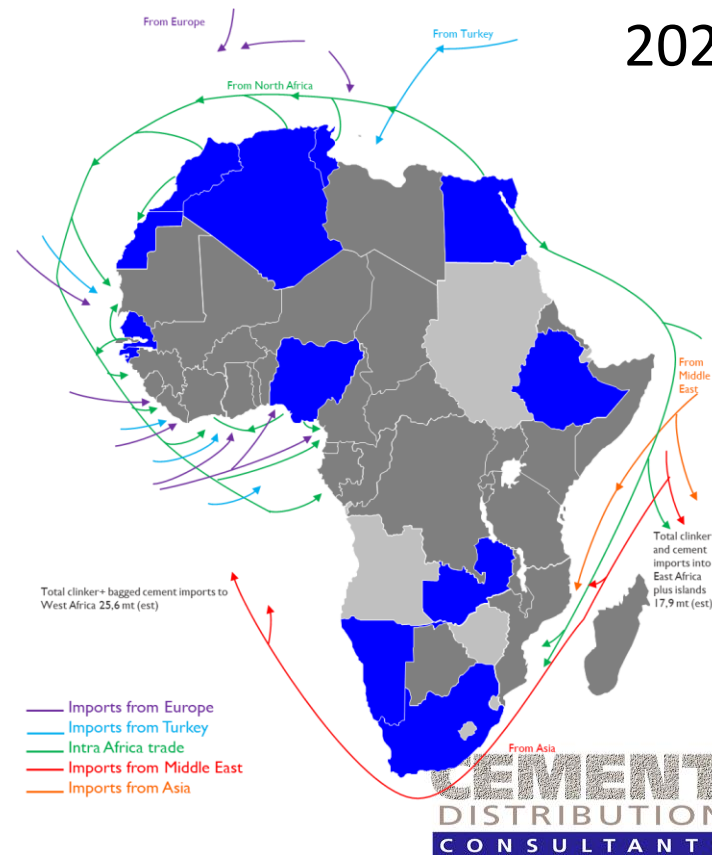 From Europe
202
From Turkey
From North Africa
From
Middle
East
Total clinker
and cement
imports into
East Africa
plus islands
17,9 mt (est)
Total clinker+ bagged cement imports to
West Africa 25,6 mt (est)
Imports from Europe
Imports from Turkey
Intra Africa trade
Imports from Middle East
Imports from Asia
From Asia
CEMENT
DISTRIBUTION
CONSULTANT